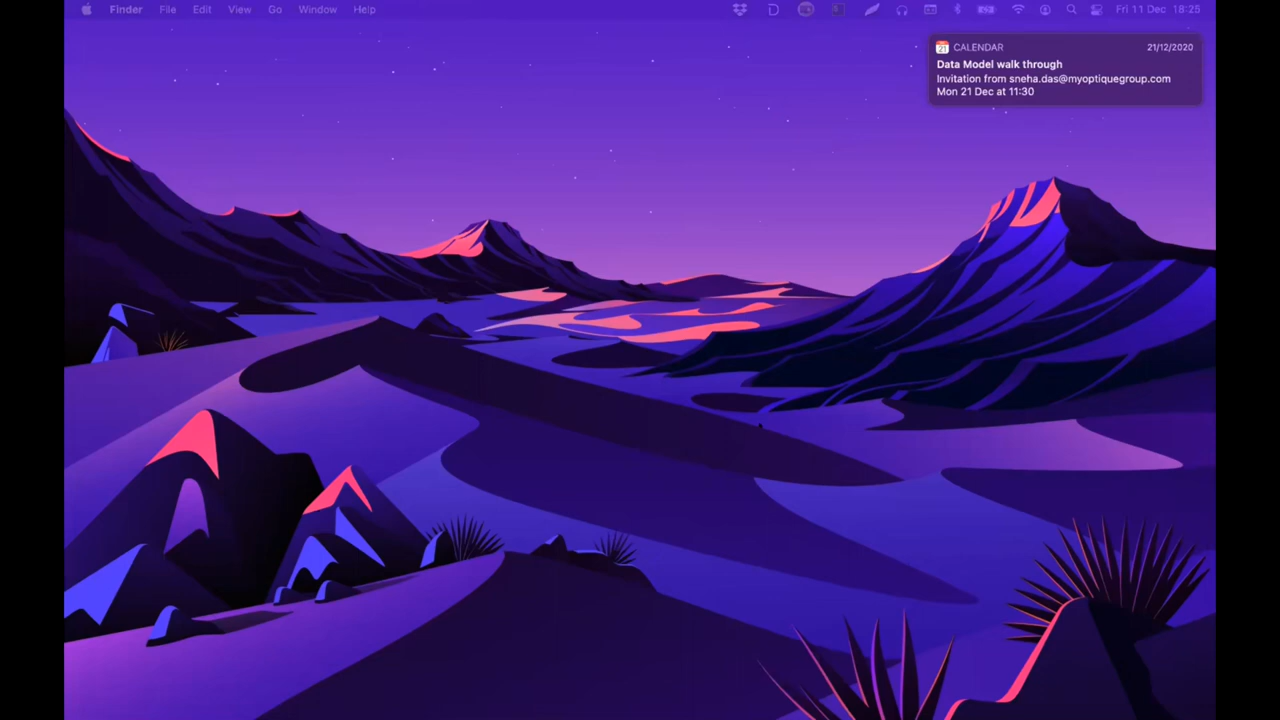 Finder File Edit View Go Window Help Fri 11 Dec 18:25
21 CALENDAR 21/12/2020
Data Model walk through
Invitation from sneha.das@myoptiquegroup.com
Mon 21 Dec at 11:30